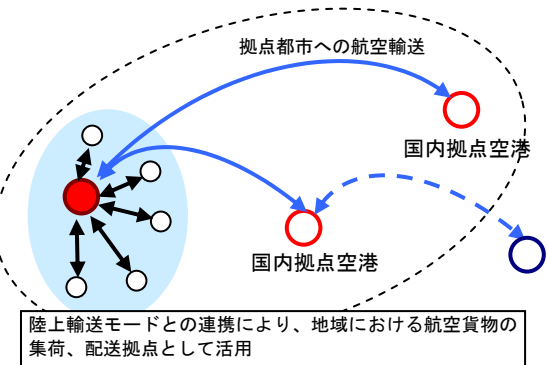 拠点都市への航空輸送
国内拠点空港
国内拠点空港
陸上輸送モードとの連携により、地域における航空貨物の
集荷、配送拠点として活用